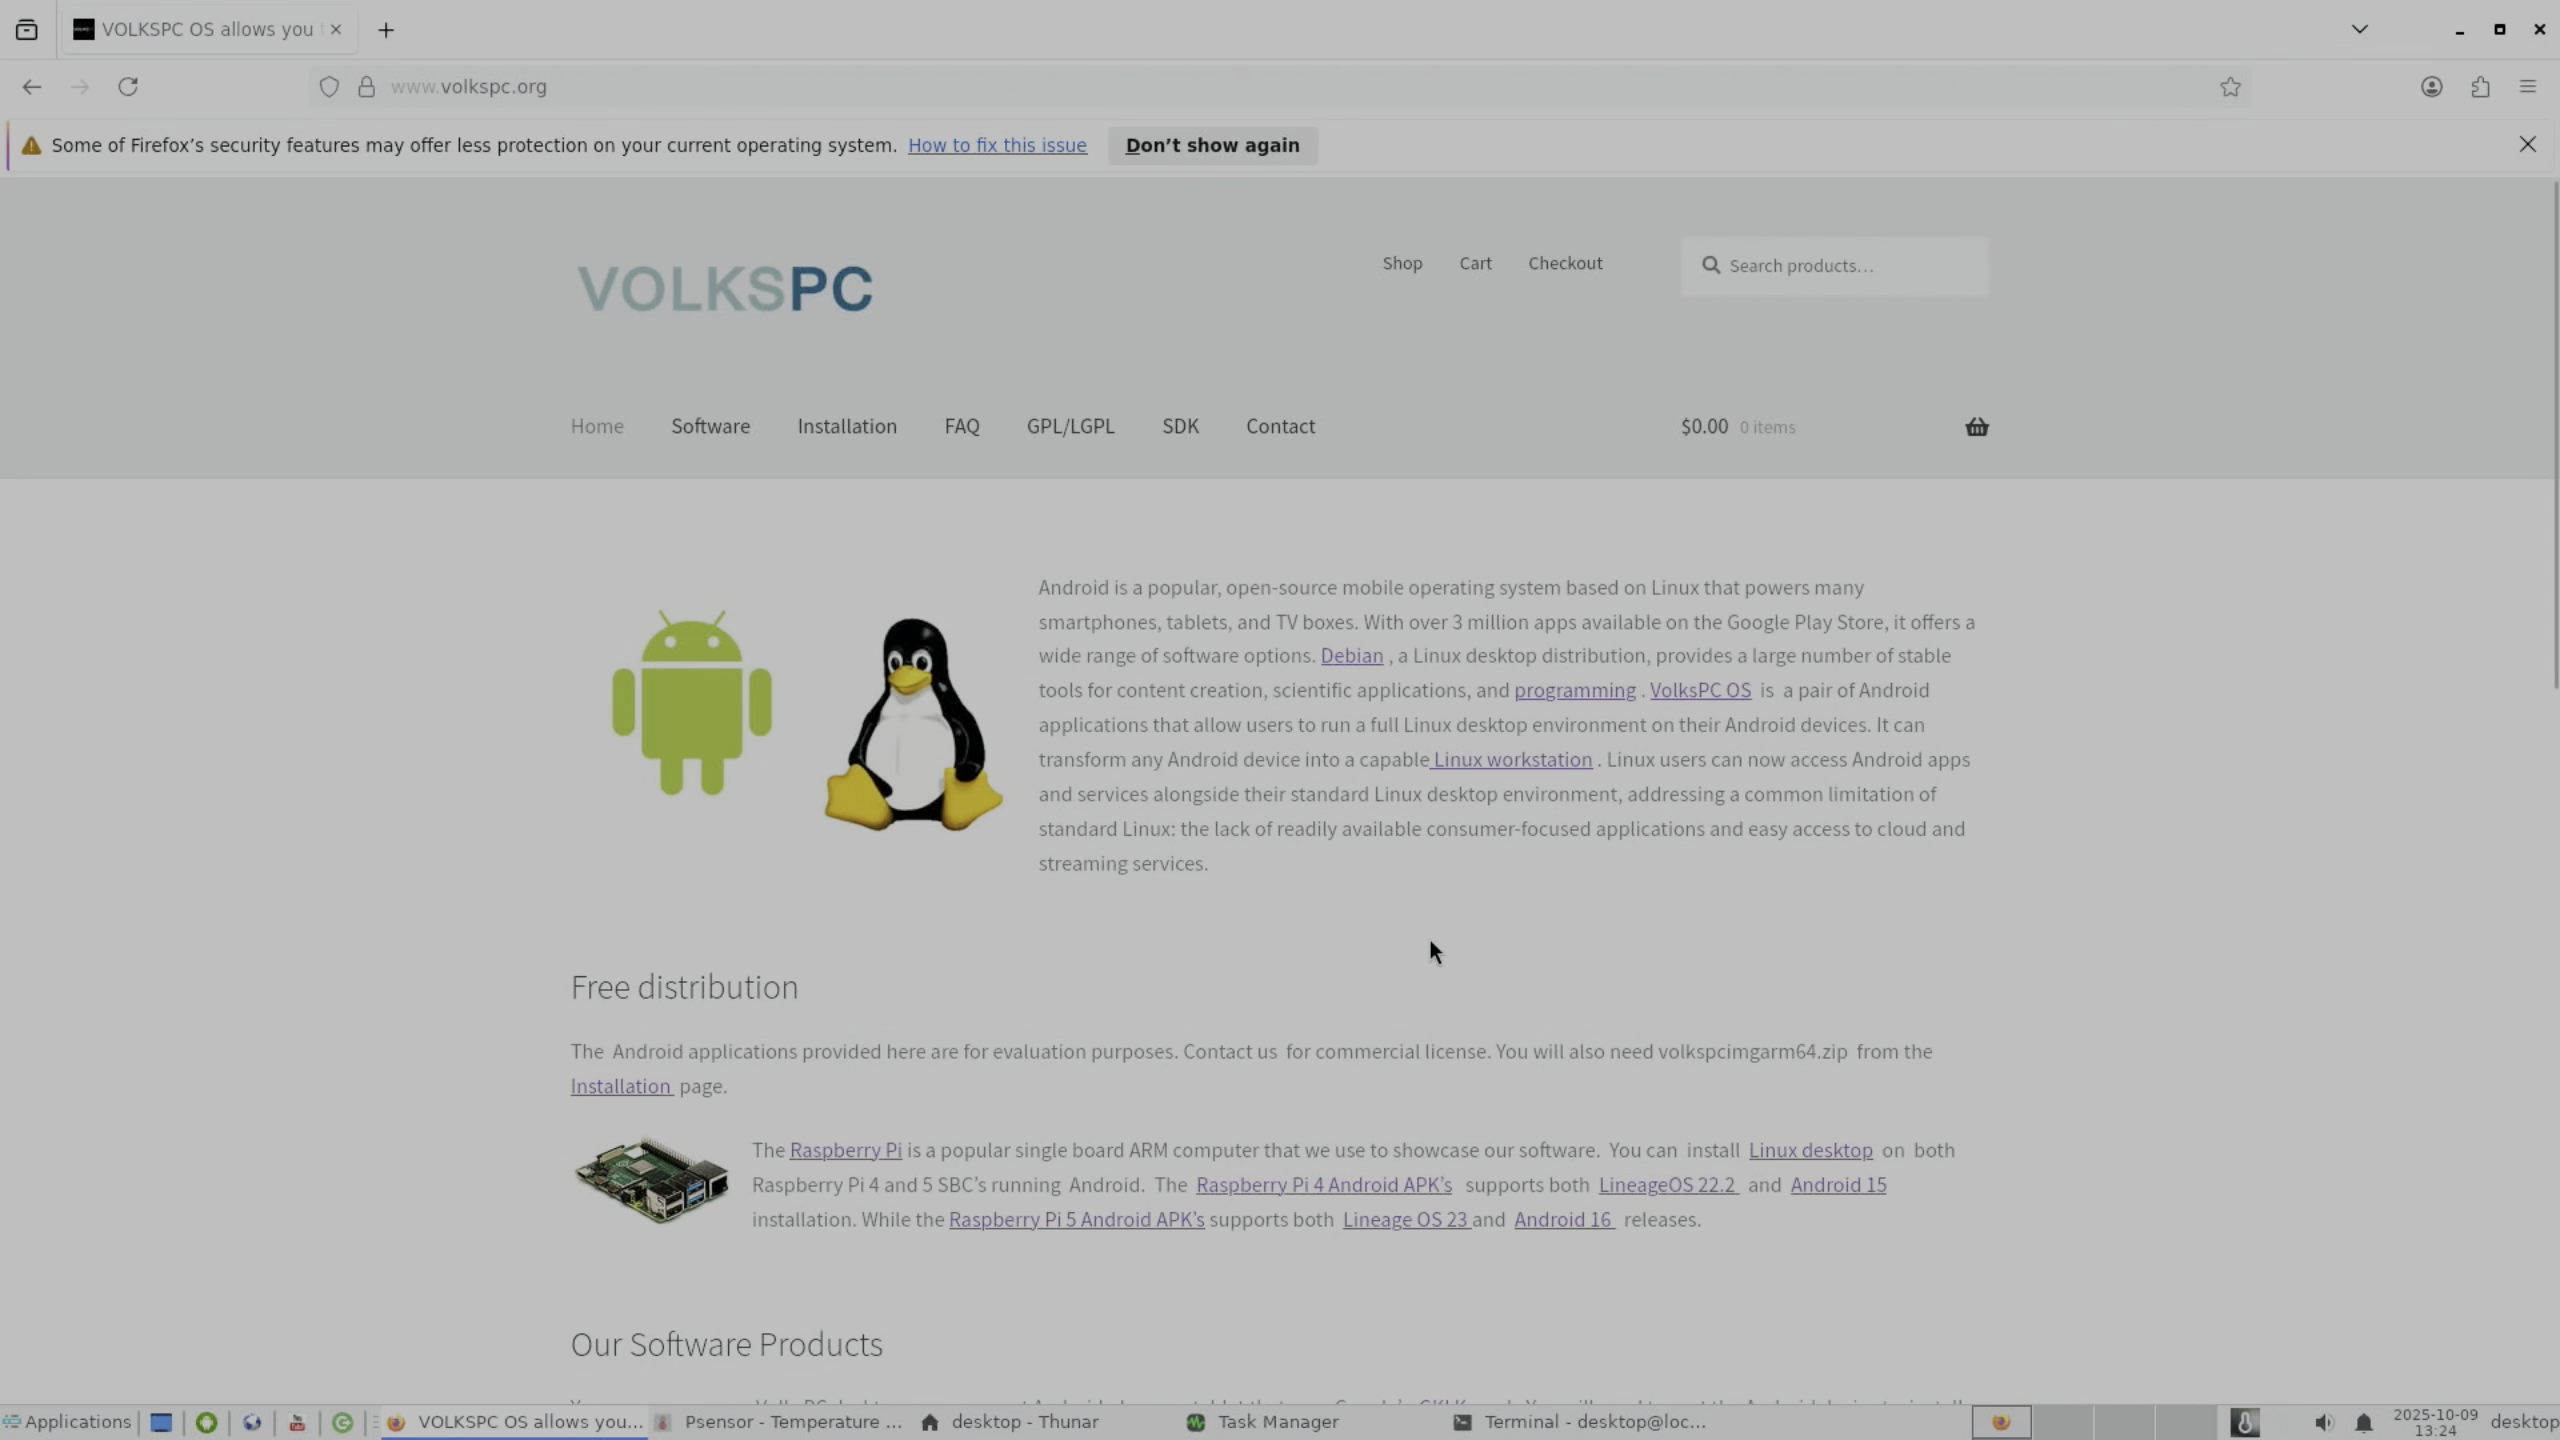 VOLKSPC OS allows you
www.volkspc.org
Some of Firefox’s security features may offer less protection on your current operating system. How to fix this issue Don’t show again
VOLKSPC
Shop Cart Checkout Search products…
Home Software Installation FAQ GPL/LGPL SDK Contact $0.00 0 items
Android is a popular, open-source mobile operating system based on Linux that powers many
smartphones, tablets, and TV boxes. With over 3 million apps available on the Google Play Store, it offers a
wide range of software options. Debian , a Linux desktop distribution, provides a large number of stable
tools for content creation, scientific applications, and programming . VolksPC OS is a pair of Android
applications that allow users to run a full Linux desktop environment on their Android devices. It can
transform any Android device into a capable Linux workstation . Linux users can now access Android apps
and services alongside their standard Linux desktop environment, addressing a common limitation of
standard Linux: the lack of readily available consumer-focused applications and easy access to cloud and
streaming services.
Free distribution
The Android applications provided here are for evaluation purposes. Contact us for commercial license. You will also need volkspcimgarm64.zip from the
Installation page.
The Raspberry Pi is a popular single board ARM computer that we use to showcase our software. You can install Linux desktop on both
Raspberry Pi 4 and 5 SBC’s running Android. The Raspberry Pi 4 Android APK’s supports both LineageOS 22.2 and Android 15
installation. While the Raspberry Pi 5 Android APK’s supports both Lineage OS 23 and Android 16 releases.
Our Software Products
Applications VOLKSPC OS allows you... Psensor - Temperature ... desktop - Thunar Task Manager Terminal - desktop@loc... 2025-10-09 desktop
13:24